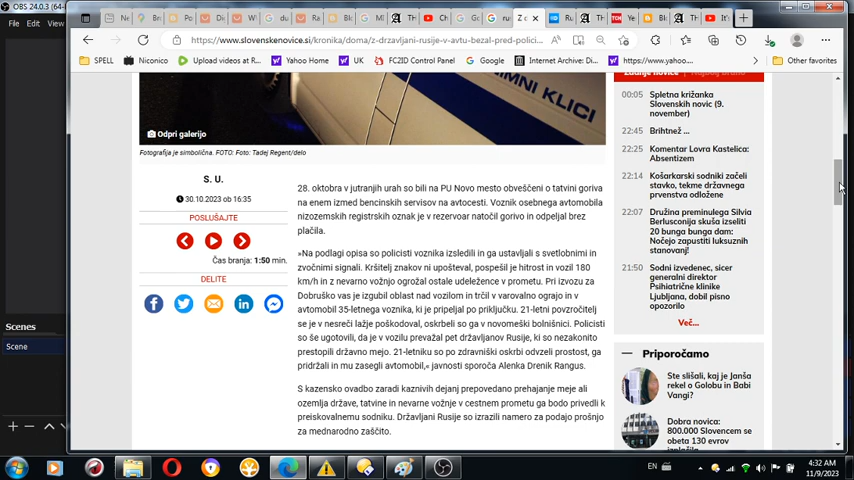 OBS 24.0.3 (64-
File Edit View
https://www.slovenskenovice.si/kronika/doma/z-drzavljani-rusije-v-avtu-bezal-pred-polici...
SPELL Niconico Upload videos at R... Yahoo Home UK FC2ID Control Panel Google Internet Archive: Di... https://www.yahoo.... Other favorites
NIMNI KLICI
Odpri galerijo
Fotografija je simbolična. FOTO: Foto: Tadej Regent/delo
S. U.
30.10.2023 ob 16:35
POSLUŠAJTE
Čas branja: 1:50 min.
DELITE
28. oktobra v jutranjih urah so bili na PU Novo mesto obveščeni o tatvini goriva
na enem izmed bencinskih servisov na avtocesti. Voznik osebnega avtomobila
nizozemskih registrskih oznak je v rezervoar natočil gorivo in odpeljal brez
plačila.
»Na podlagi opisa so policisti voznika izsledili in ga ustavljali s svetlobnimi in
zvočnimi signali. Kršitelj znakov ni upošteval, pospešil je hitrost in vozil 180
km/h in z nevarno vožnjo ogrožal ostale udeležence v prometu. Pri izvozu za
Dobruško vas je izgubil oblast nad vozilom in trčil v varovalno ograjo in v
avtomobil 35-letnega voznika, ki je pripeljal po priključku. 21-letni povzročitelj
se je v nesreči lažje poškodoval, oskrbeli so ga v novomeški bolnišnici. Policisti
so še ugotovili, da je v vozilu prevažal pet državljanov Rusije, ki so nezakonito
prestopili državno mejo. 21-letniku so po zdravniški oskrbi odvzeli prostost, ga
pridržali in mu zasegli avtomobil,« javnosti sporoča Alenka Drenik Rangus.
S kazensko ovadbo zaradi kaznivih dejanj prepovedano prehajanje meje ali
ozemlja države, tatvine in nevarne vožnje v cestnem prometu ga bodo privedli k
preiskovalnemu sodniku. Državljani Rusije so izrazili namero za podajo prošnjo
za mednarodno zaščito.
Zadnje novice Najbolj brano
00:05 Spletna križanka
Slovenskih novic (9.
november)
22:45 Brihtnež ...
22:25 Komentar Lovra Kastelica:
Absentizem
22:14 Košarkarski sodniki začeli
stavko, tekme državnega
prvenstva odložene
22:07 Družina preminulega Silvia
Berlusconija skuša izseliti
20 bunga bunga dam:
Nočejo zapustiti luksuznih
stanovanj!
21:50 Sodni izvedenec, sicer
generalni direktor
Psihiatrične klinike
Ljubljana, dobil pisno
opozorilo
Več...
Priporočamo
Ste slišali, kaj je Janša
rekel o Golobu in Babi
Vangi?
Dobra novica:
800.000 Slovencem se
obeta 130 evrov
Scenes
Scene
EN
4:32 AM
11/9/2023